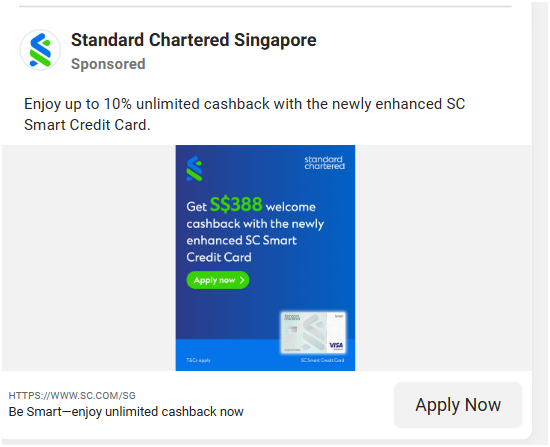 Standard Chartered Singapore
Sponsored
Enjoy up to 10% unlimited cashback with the newly enhanced SC
Smart Credit Card.
standard
chartered
Get S$388 welcome
cashback with the newly
enhanced SC Smart
Credit Card
Apply now
VISA
T&Cs apply
SC Smart Credit Card
HTTPS://WWW.SC.COM/SG
Be Smart—enjoy unlimited cashback now
Apply Now